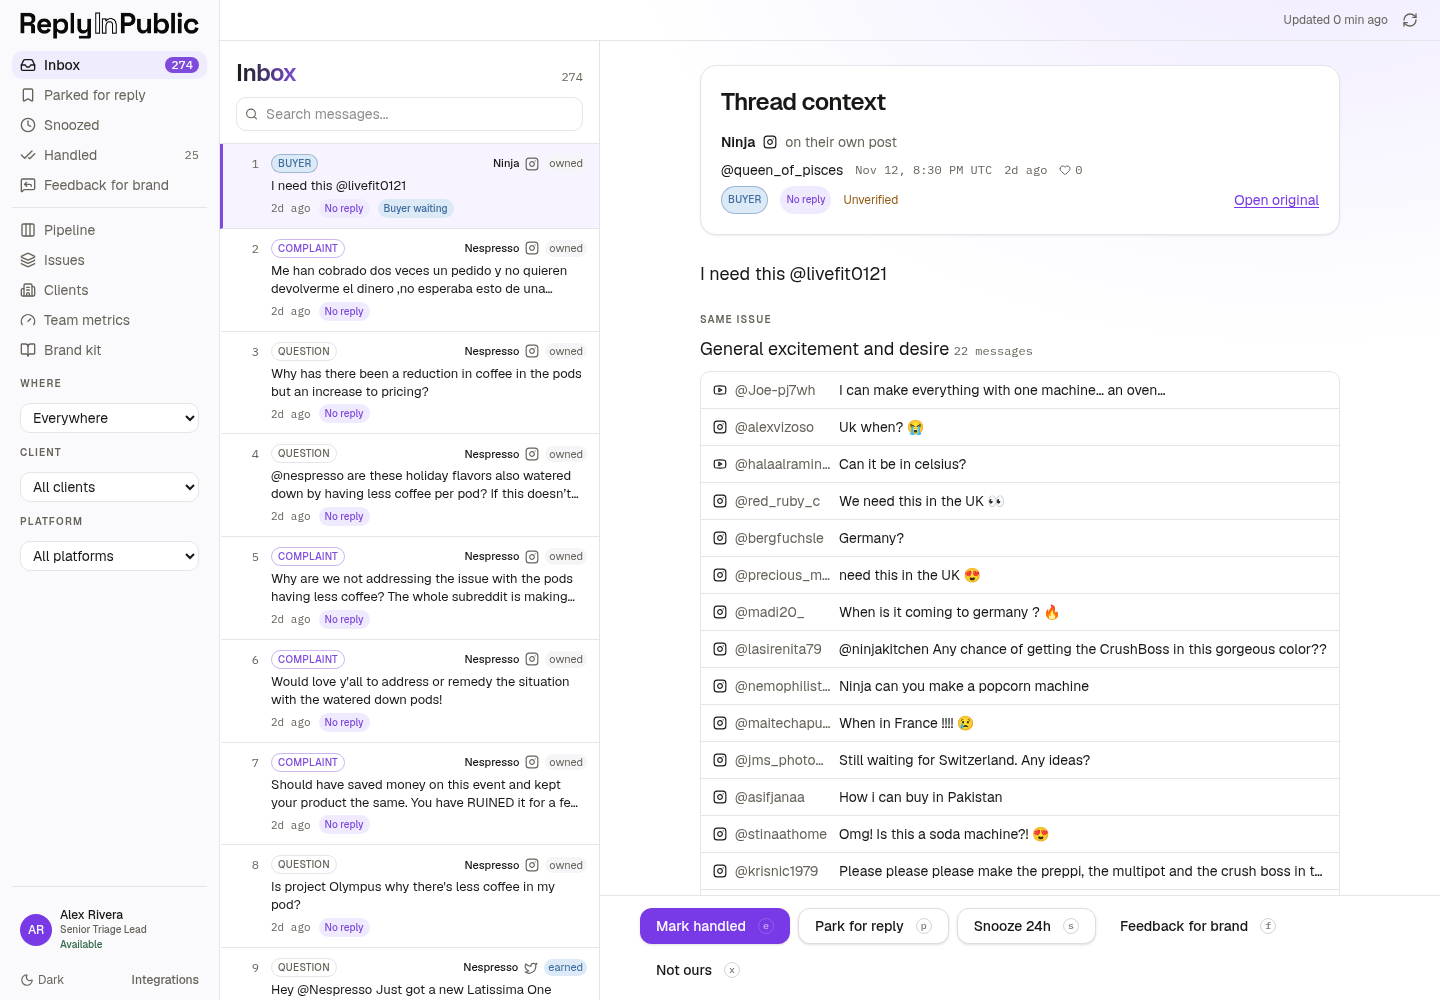 ReplyInPublic
Inbox 274
Parked for reply
Snoozed
Handled 25
Feedback for brand
Pipeline
Issues
Clients
Team metrics
Brand kit
WHERE
Everywhere
CLIENT
All clients
PLATFORM
All platforms
AR
Alex Rivera
Senior Triage Lead
Available
Dark
Integrations
Updated 0 min ago
Inbox 274
Search messages...
1 BUYER Ninja owned
I need this @livefit0121
2d ago No reply Buyer waiting
2 COMPLAINT Nespresso owned
Me han cobrado dos veces un pedido y no quieren
devolverme el dinero ,no esperaba esto de una…
2d ago No reply
3 QUESTION Nespresso owned
Why has there been a reduction in coffee in the pods
but an increase to pricing?
2d ago No reply
4 QUESTION Nespresso owned
@nespresso are these holiday flavors also watered
down by having less coffee per pod? If this doesn't…
2d ago No reply
5 COMPLAINT Nespresso owned
Why are we not addressing the issue with the pods
having less coffee? The whole subreddit is making…
2d ago No reply
6 COMPLAINT Nespresso owned
Would love y'all to address or remedy the situation
with the watered down pods!
2d ago No reply
7 COMPLAINT Nespresso owned
Should have saved money on this event and kept
your product the same. You have RUINED it for a fe…
2d ago No reply
8 QUESTION Nespresso owned
Is project Olympus why there's less coffee in my
pod?
2d ago No reply
9 QUESTION Nespresso earned
Hey @Nespresso Just got a new Latissima One
Thread context
Ninja on their own post
@queen_of_pisces Nov 12, 8:30 PM UTC 2d ago 0
BUYER No reply Unverified Open original
I need this @livefit0121
SAME ISSUE
General excitement and desire 22 messages
@Joe-pj7wh I can make everything with one machine… an oven…
@alexvizoso Uk when? 😭
@halaalramin… Can it be in celsius?
@red_ruby_c We need this in the UK 👀
@bergfuchsle Germany?
@precious_m… need this in the UK 😍
@madi20_ When is it coming to germany ? 🔥
@lasirenita79 @ninjakitchen Any chance of getting the CrushBoss in this gorgeous color??
@nemophilist… Ninja can you make a popcorn machine
@maitechapu… When in France !!!! 😢
@jms_photo… Still waiting for Switzerland. Any ideas?
@asifjanaa How i can buy in Pakistan
@stinaathome Omg! Is this a soda machine?! 😍
@krisnic1979 Please please please make the preppi, the multipot and the crush boss in t…
Mark handled e
Park for reply p
Snooze 24h s
Feedback for brand f
Not ours x